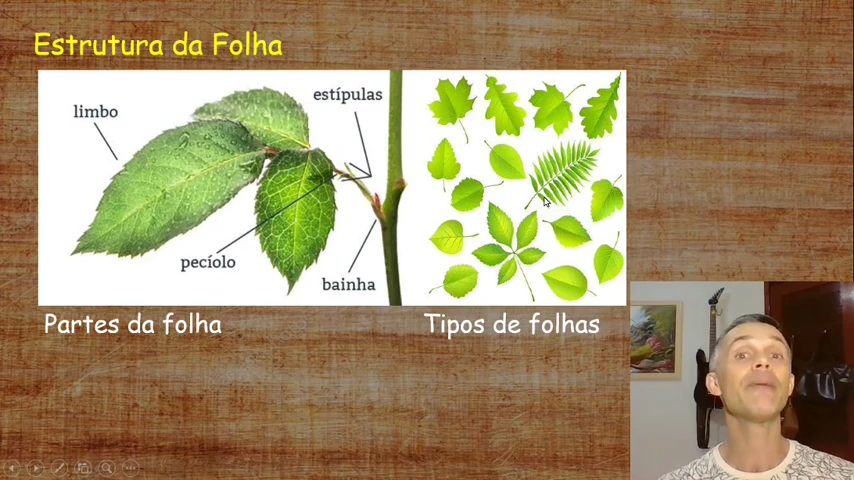 Estrutura da Folha
limbo
estípulas
pecíolo
bainha
Partes da folha
Tipos de folhas